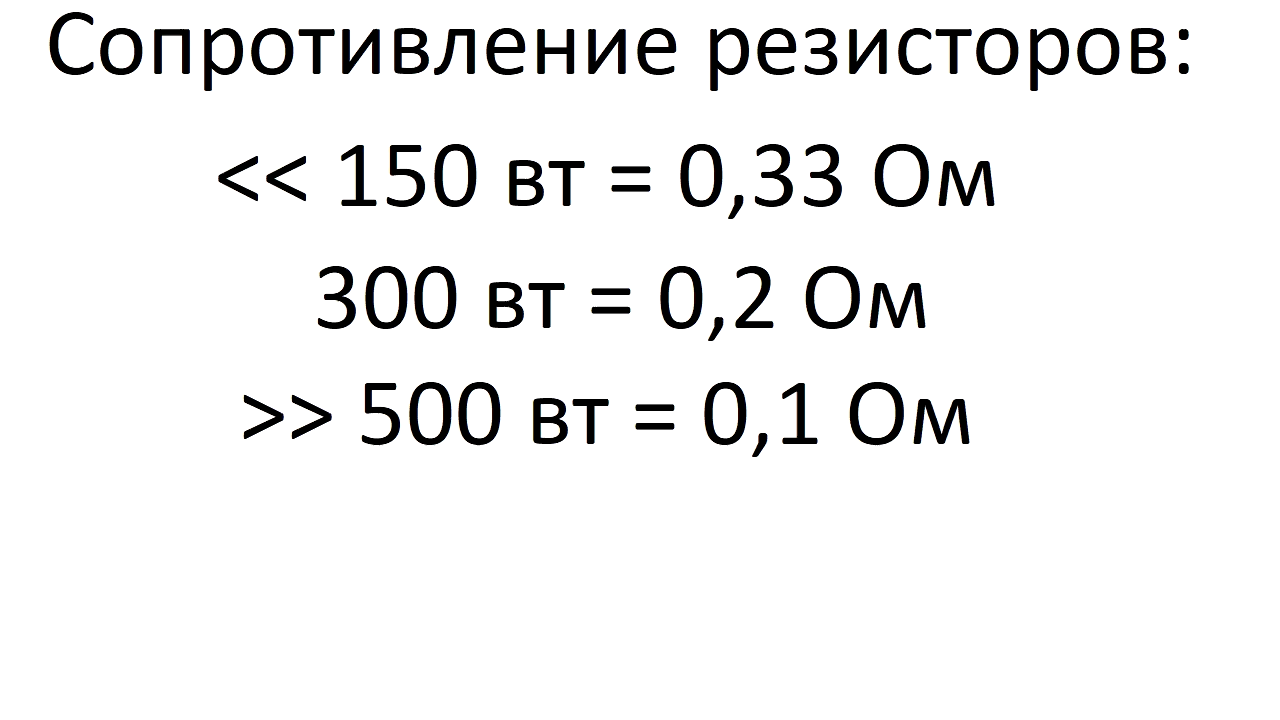 Сопротивление резисторов:
<< 150 вт = 0,33 Ом
300 вт = 0,2 Ом
>> 500 вт = 0,1 Ом